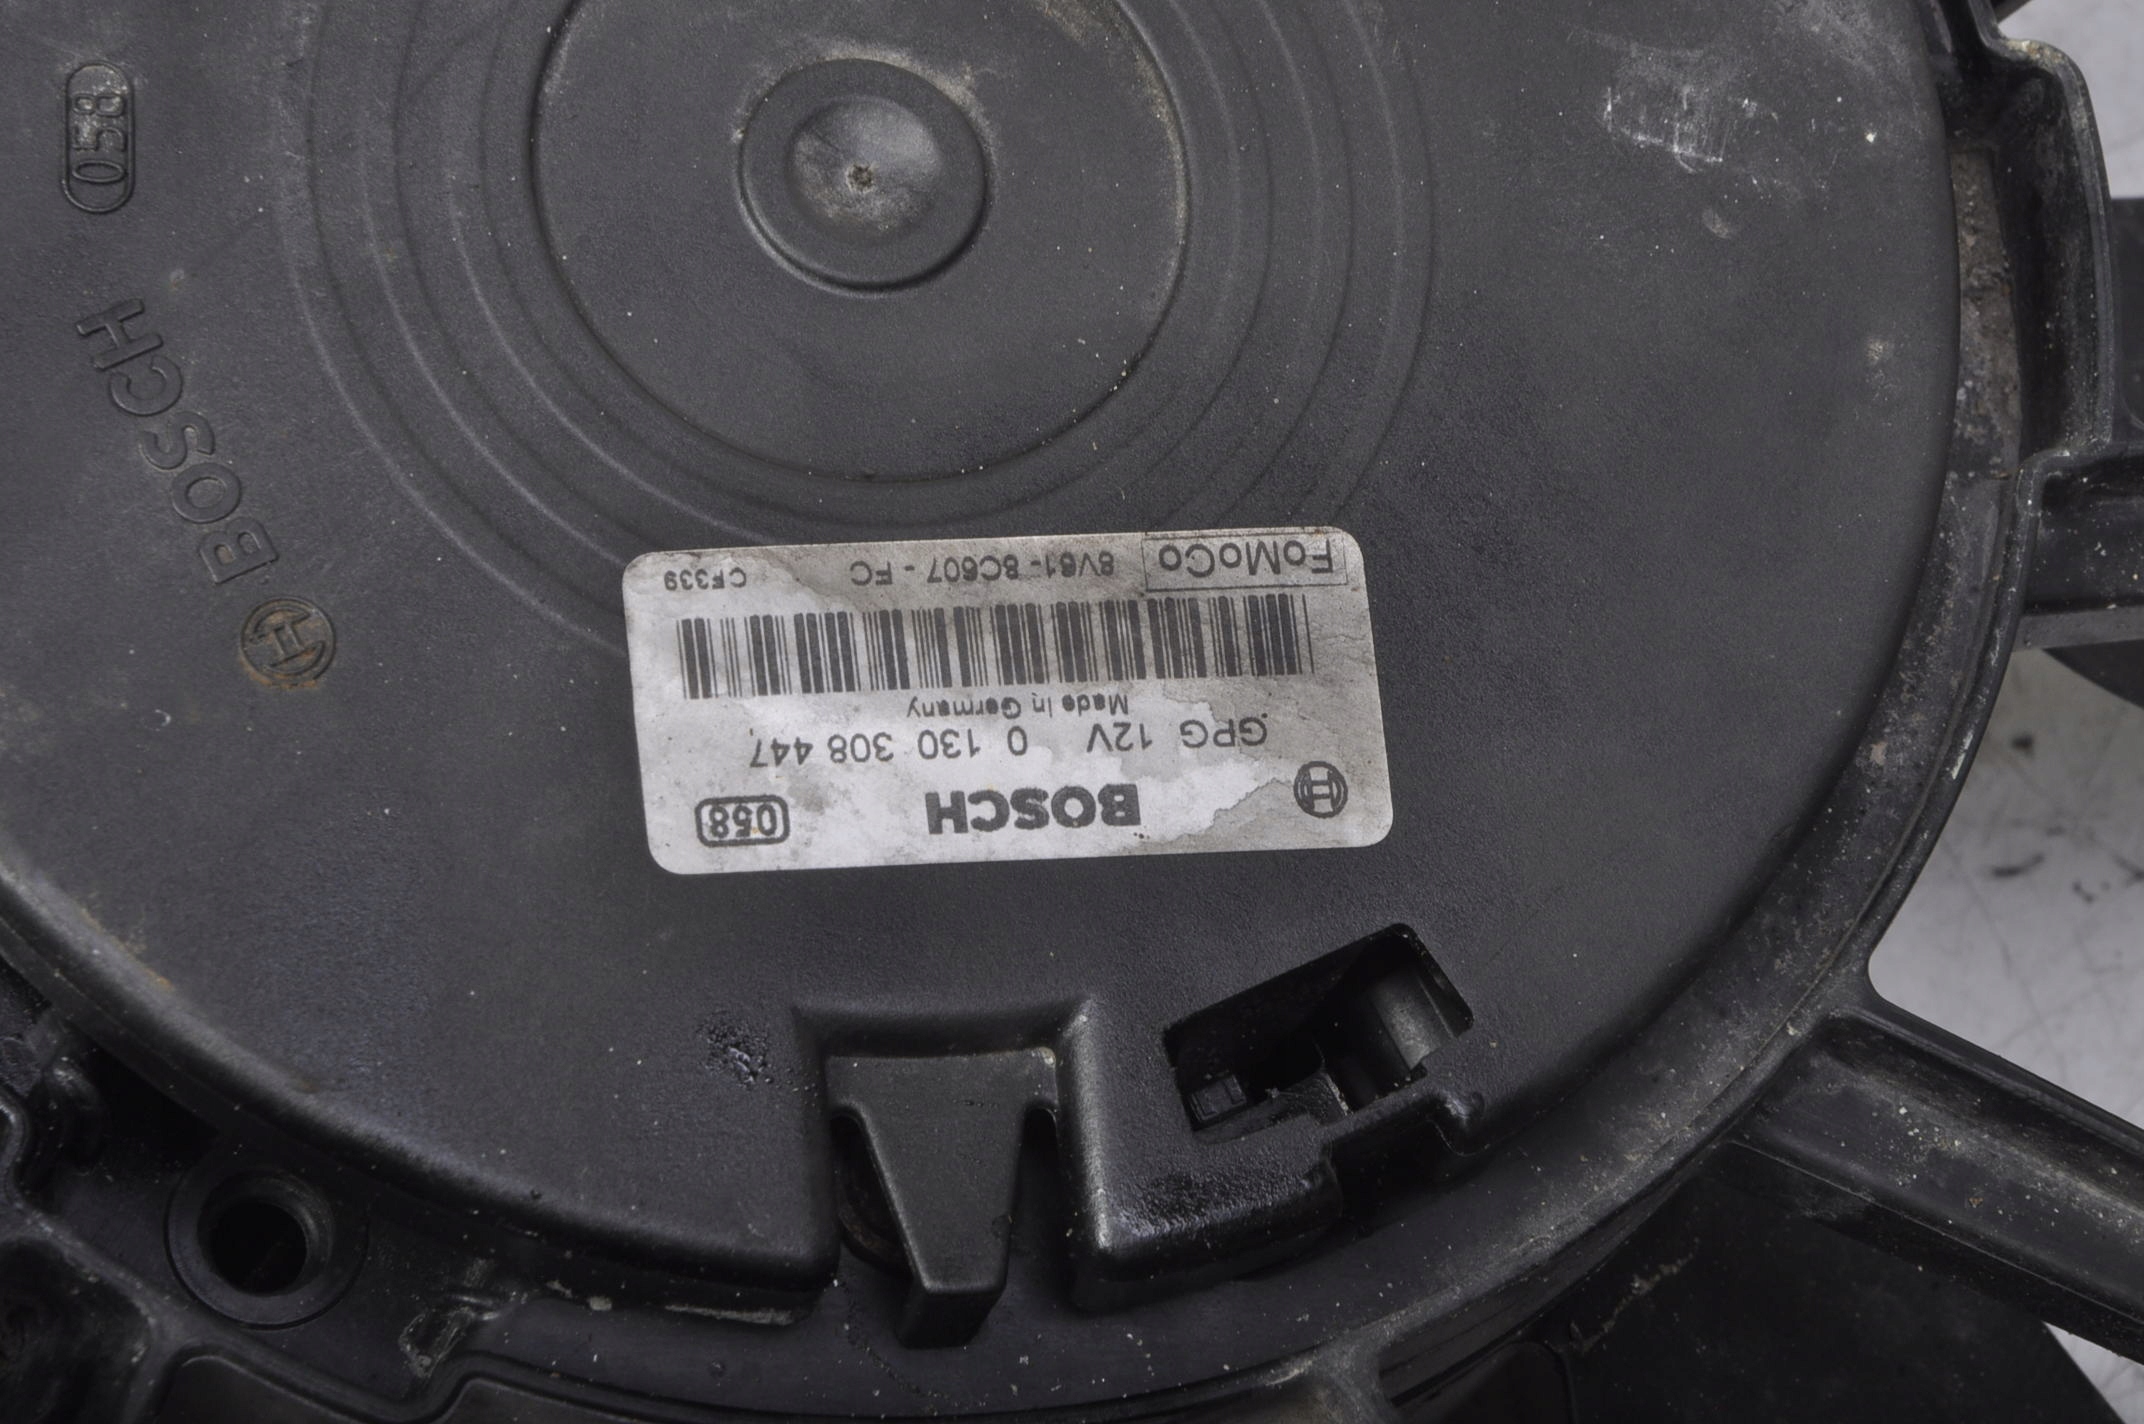 BOSCH 058
GPG 12V 0 130 308 447
Made in Germany
FoMoCo 8V61-8C607-FC CF339
BOSCH 058